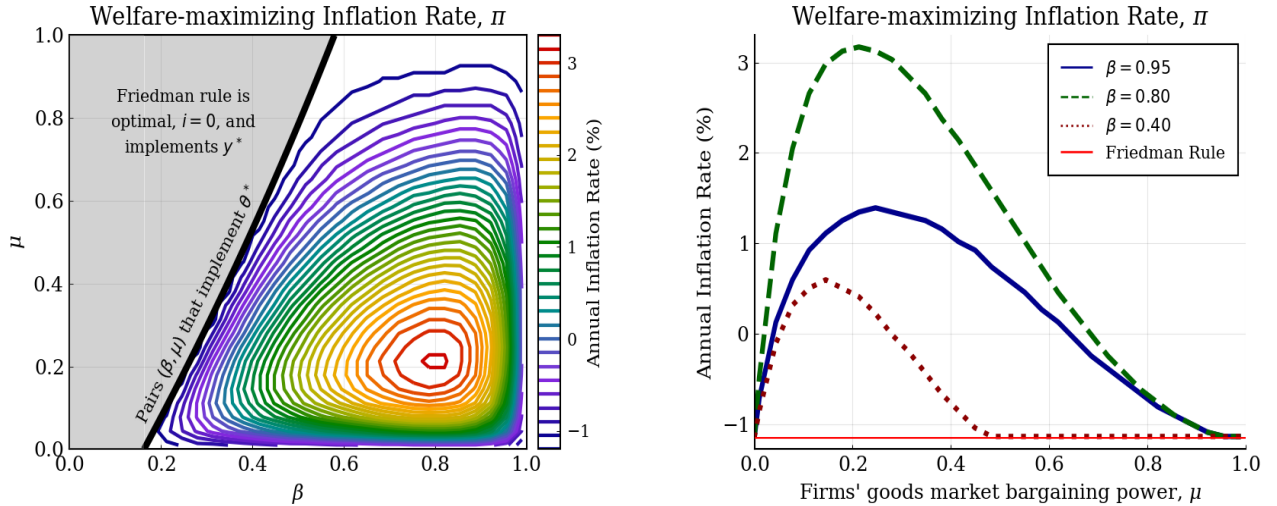 Welfare-maximizing Inflation Rate, π
1.0
0.8
0.6
0.4
0.2
0.0
μ
Friedman rule is
optimal, i = 0, and
implements y*
Pairs (β, μ) that implement θ*
0.0
0.2
0.4
0.6
0.8
1.0
β
3
2
1
0
−1
Annual Inflation Rate (%)
Welfare-maximizing Inflation Rate, π
3
2
1
0
−1
Annual Inflation Rate (%)
β = 0.95
β = 0.80
β = 0.40
Friedman Rule
0.0
0.2
0.4
0.6
0.8
1.0
Firms' goods market bargaining power, μ